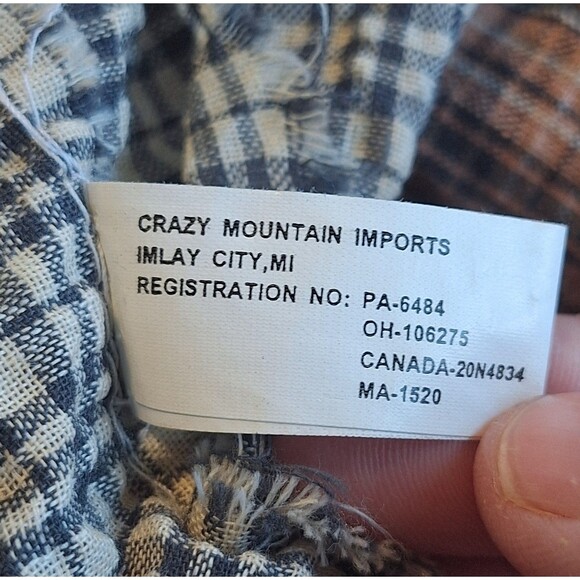 CRAZY MOUNTAIN IMPORTS
IMLAY CITY,MI
REGISTRATION NO: PA-6484
OH-106275
CANADA-20N4834
MA-1520